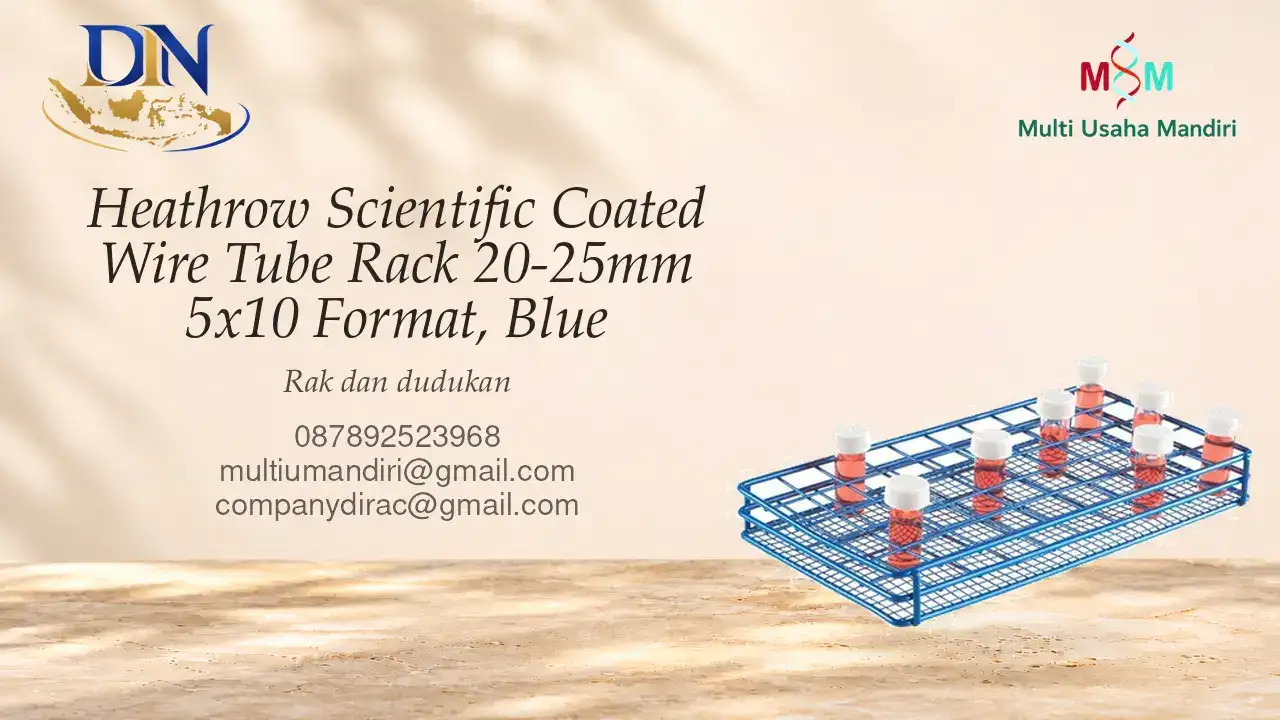 DIN
MSM
Multi Usaha Mandiri
Heathrow Scientific Coated
Wire Tube Rack 20-25mm
5x10 Format, Blue
Rak dan dudukan
087892523968
multiumandiri@gmail.com
companydirac@gmail.com